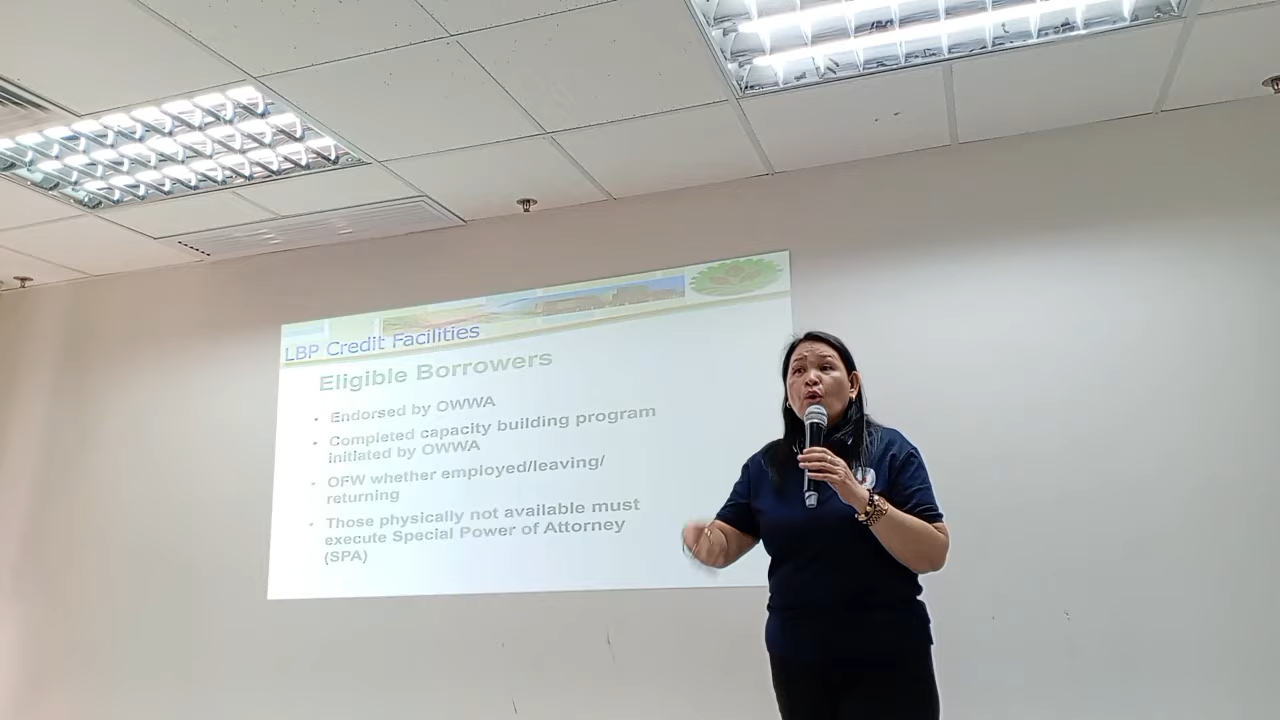 LBP Credit Facilities
Eligible Borrowers
• Endorsed by OWWA
• Completed capacity building program
initiated by OWWA
• OFW whether employed/leaving/
returning
• Those physically not available must
execute Special Power of Attorney
(SPA)